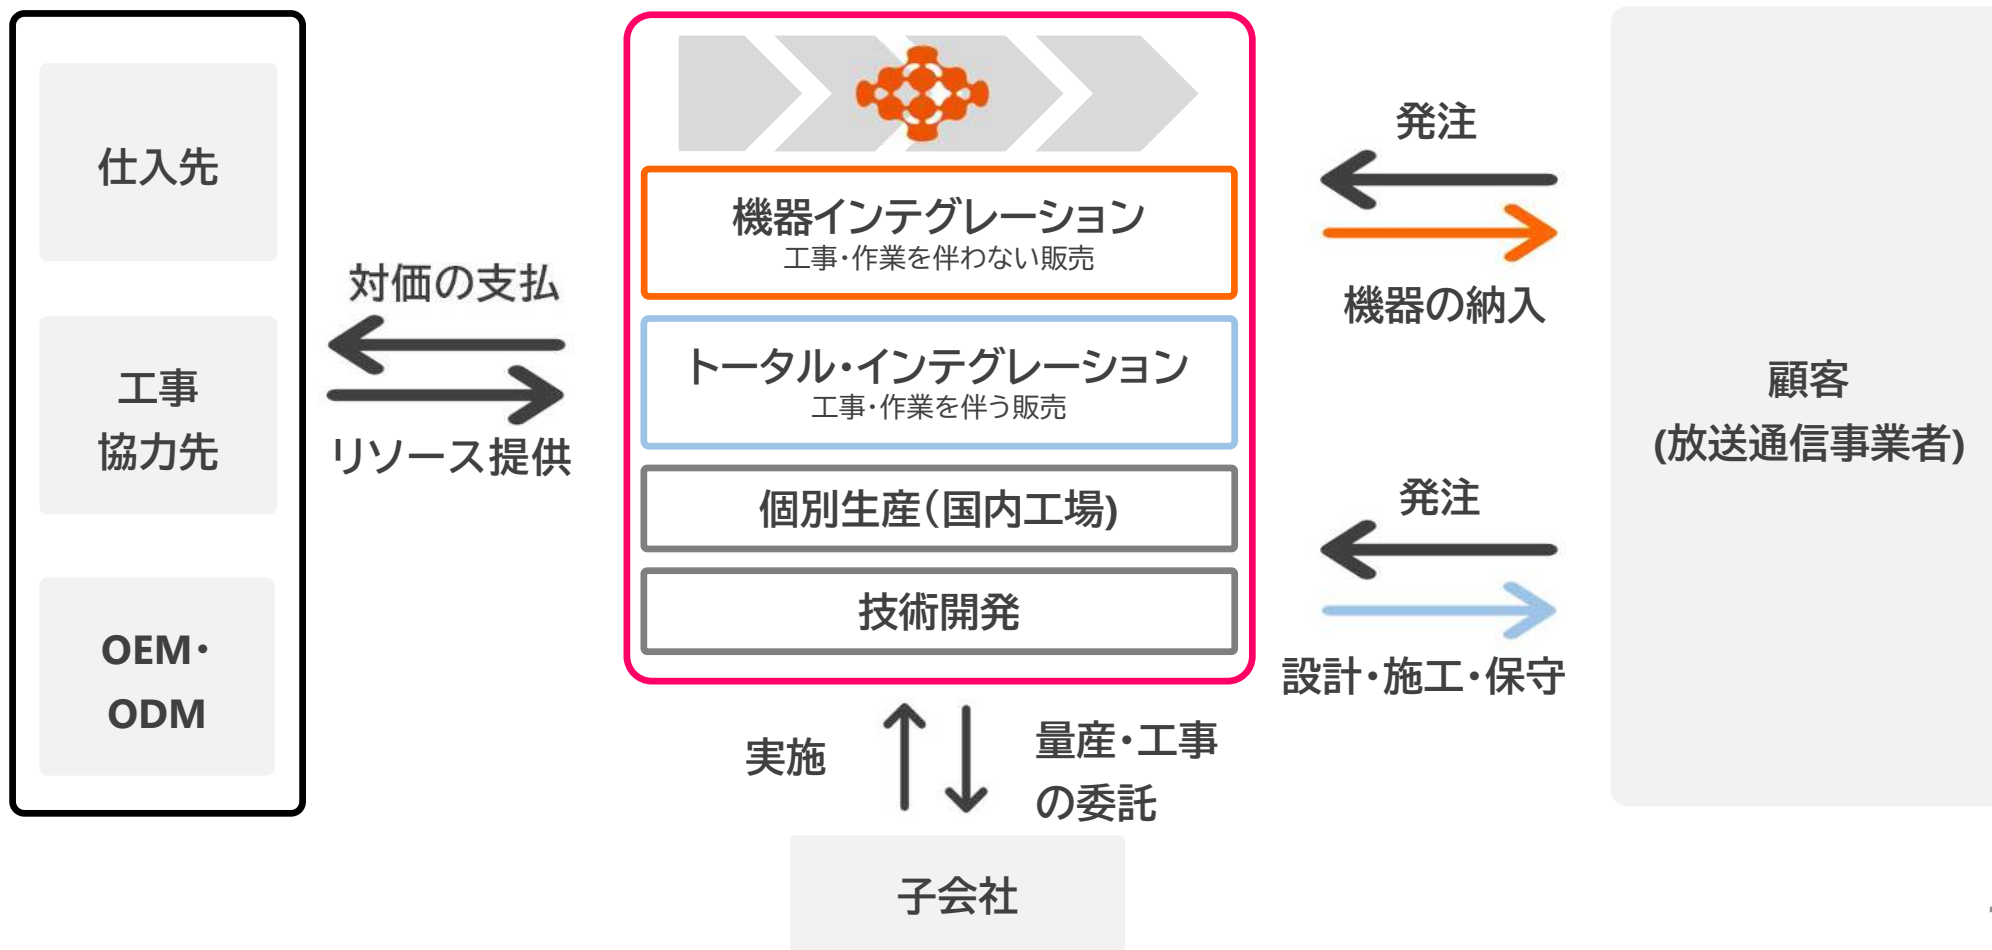 仕入先
工事
協力先
OEM・
ODM
対価の支払
リソース提供
機器インテグレーション
工事・作業を伴わない販売
トータル・インテグレーション
工事・作業を伴う販売
個別生産(国内工場)
技術開発
実施
量産・工事
の委託
子会社
発注
機器の納入
発注
設計・施工・保守
顧客
(放送通信事業者)